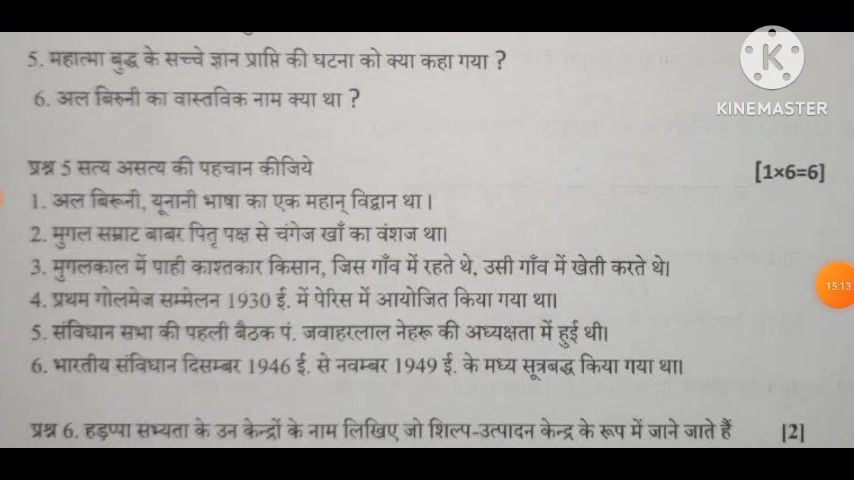 5. महात्मा बुद्ध के सच्चे ज्ञान प्राप्ति की घटना को क्या कहा गया ?
6. अल बिरुनी का वास्तविक नाम क्या था ?
KINEMASTER
प्रश्न 5 सत्य असत्य की पहचान कीजिये [1×6=6]
1. अल बिरूनी, यूनानी भाषा का एक महान् विद्वान था।
2. मुगल सम्राट बाबर पितृ पक्ष से चंगेज खाँ का वंशज था।
3. मुगलकाल में पाही काश्तकार किसान, जिस गाँव में रहते थे, उसी गाँव में खेती करते थे।
15:13
4. प्रथम गोलमेज सम्मेलन 1930 ई. में पेरिस में आयोजित किया गया था।
5. संविधान सभा की पहली बैठक पं. जवाहरलाल नेहरू की अध्यक्षता में हुई थी।
6. भारतीय संविधान दिसम्बर 1946 ई. से नवम्बर 1949 ई. के मध्य सूत्रबद्ध किया गया था।
प्रश्न 6. हड़प्पा सभ्यता के उन केन्द्रों के नाम लिखिए जो शिल्प-उत्पादन केन्द्र के रूप में जाने जाते हैं [2]